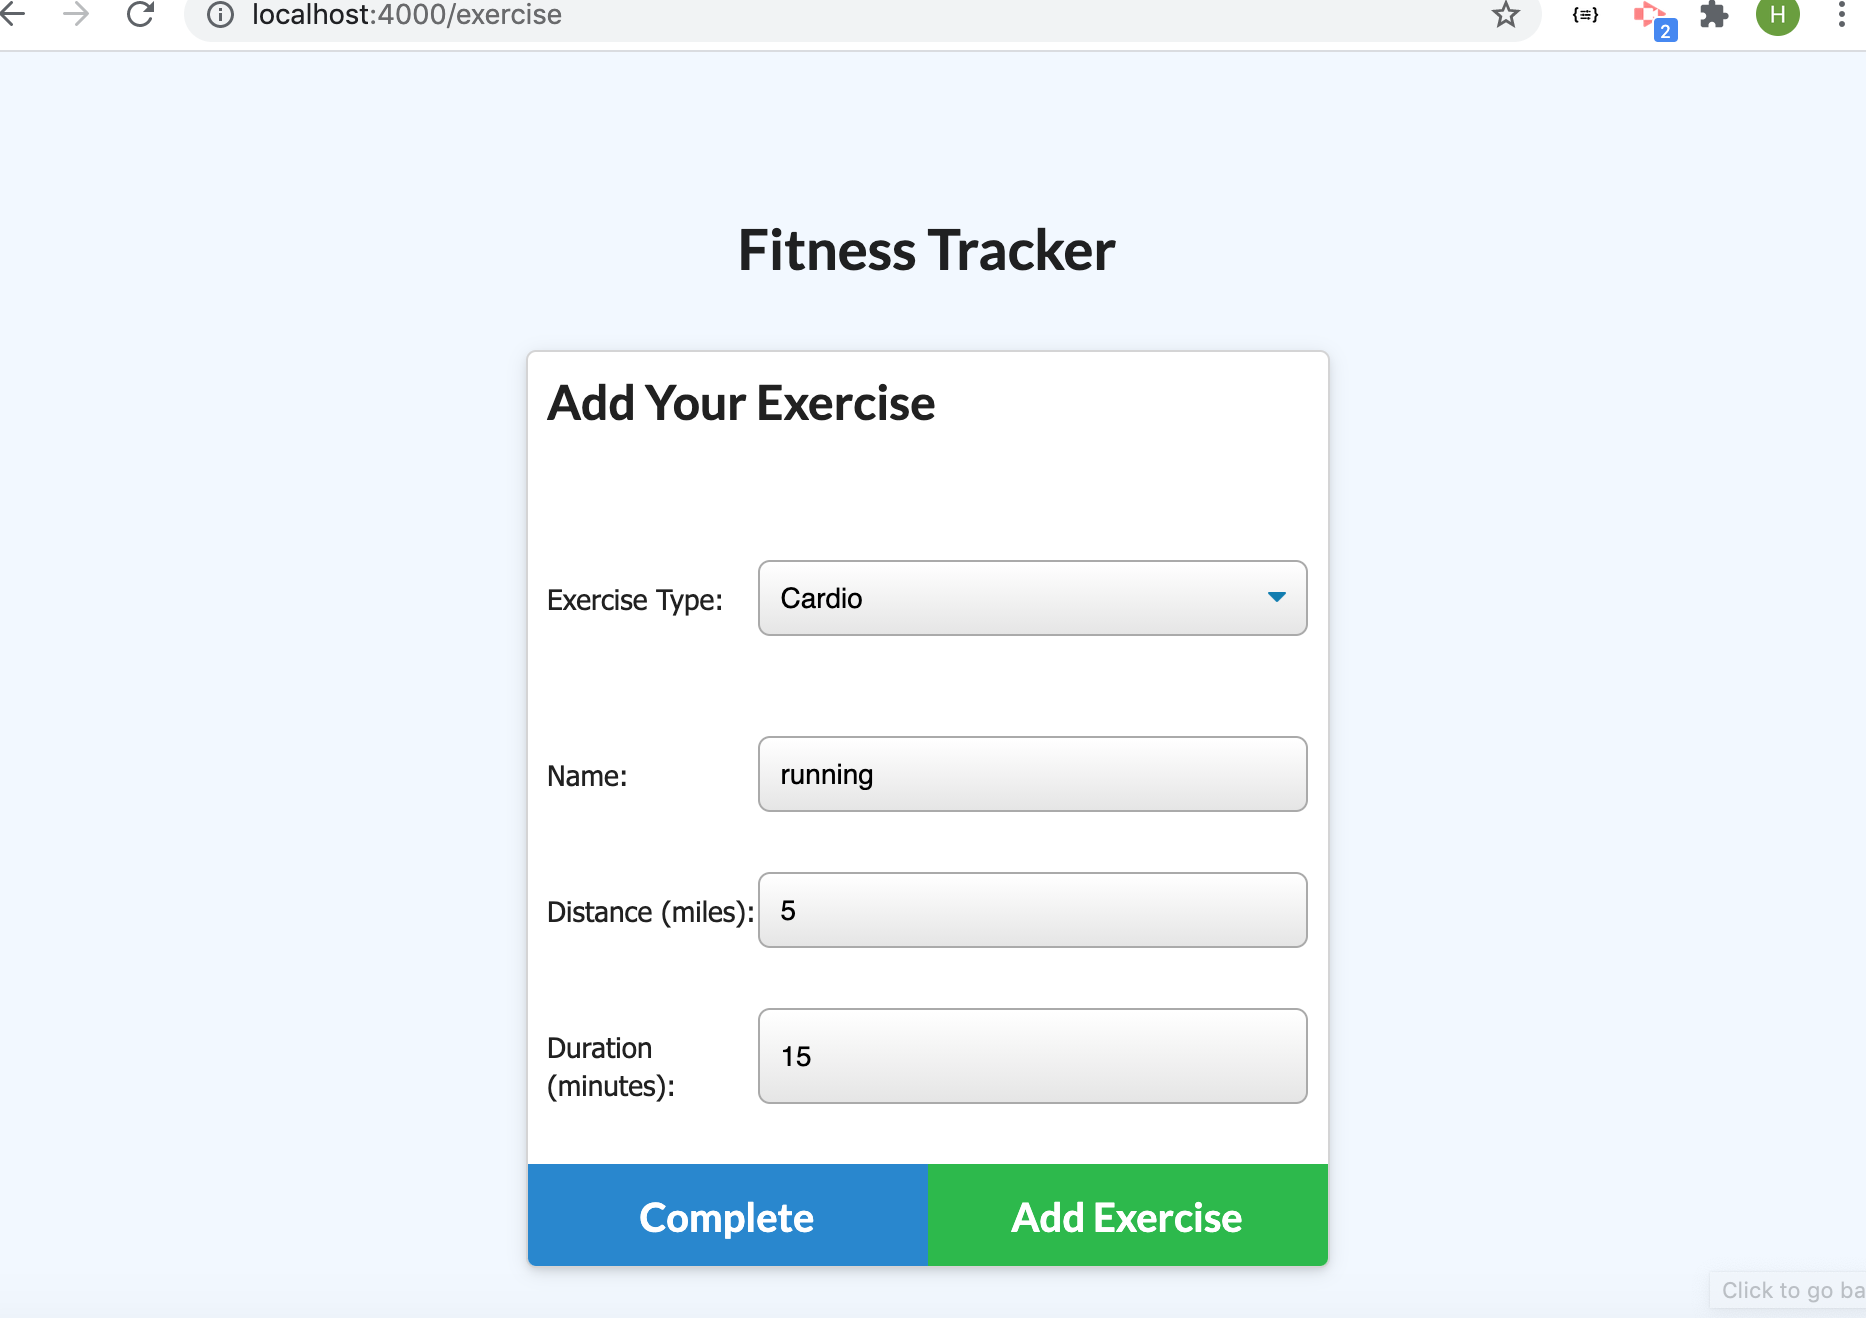 localhost:4000/exercise
2
H
Fitness Tracker
Add Your Exercise
Exercise Type:
Cardio
Name:
running
Distance (miles):
5
Duration
(minutes):
15
Complete
Add Exercise
Click to go ba